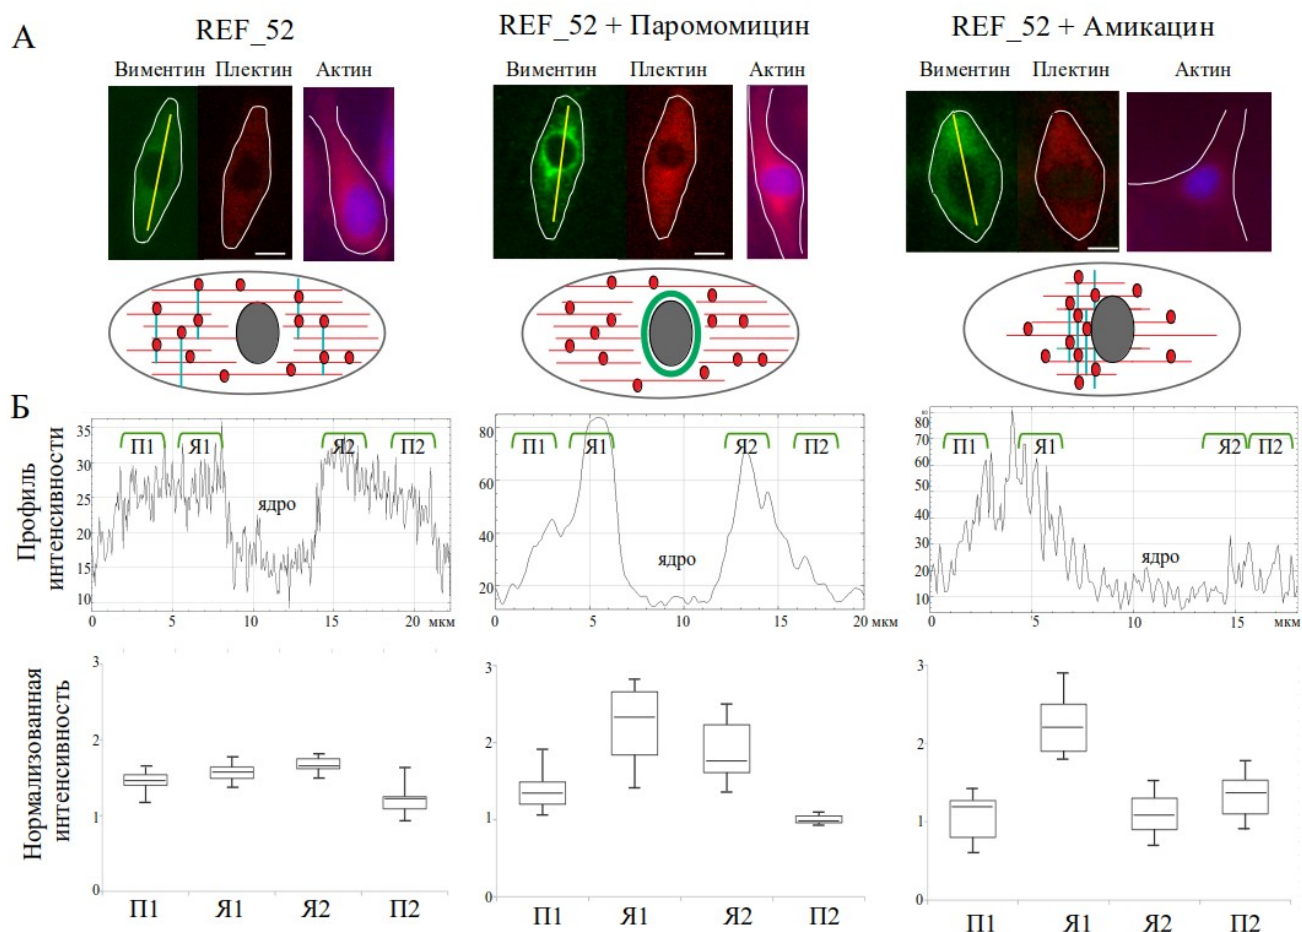 А
REF_52
REF_52 + Паромомицин
REF_52 + Амикацин
Виментин Плектин Актин
Виментин Плектин Актин
Виментин Плектин Актин
Б
Профиль интенсивности
35
30
25
20
15
10
П1 Я1 Я2 П2
ядро
0 5 10 15 20 мкм
80
60
40
20
П1 Я1 Я2 П2
ядро
0 5 10 15 20 мкм
80
70
60
50
40
30
20
10
П1 Я1 Я2 П2
ядро
0 5 10 15 мкм
Нормализованная интенсивность
3
2
1
0
П1 Я1 Я2 П2
3
2
1
0
П1 Я1 Я2 П2
3
2
1
0
П1 Я1 Я2 П2